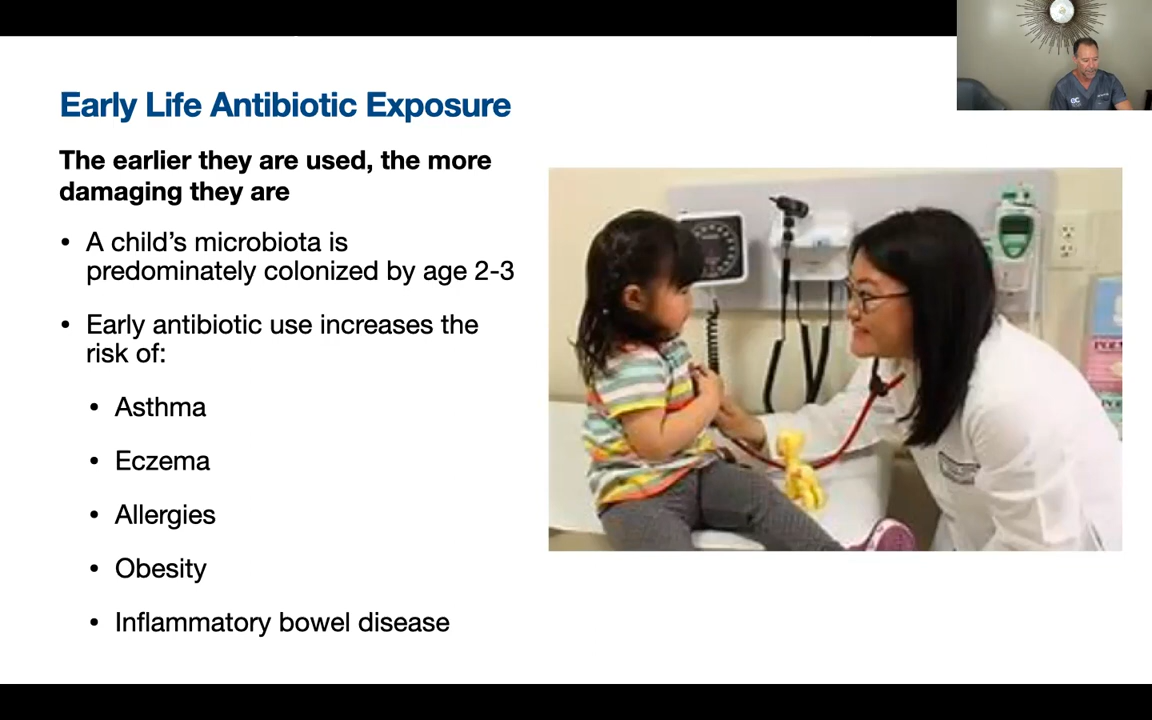 Early Life Antibiotic Exposure
The earlier they are used, the more
damaging they are
• A child’s microbiota is
predominately colonized by age 2-3
• Early antibiotic use increases the
risk of:
• Asthma
• Eczema
• Allergies
• Obesity
• Inflammatory bowel disease